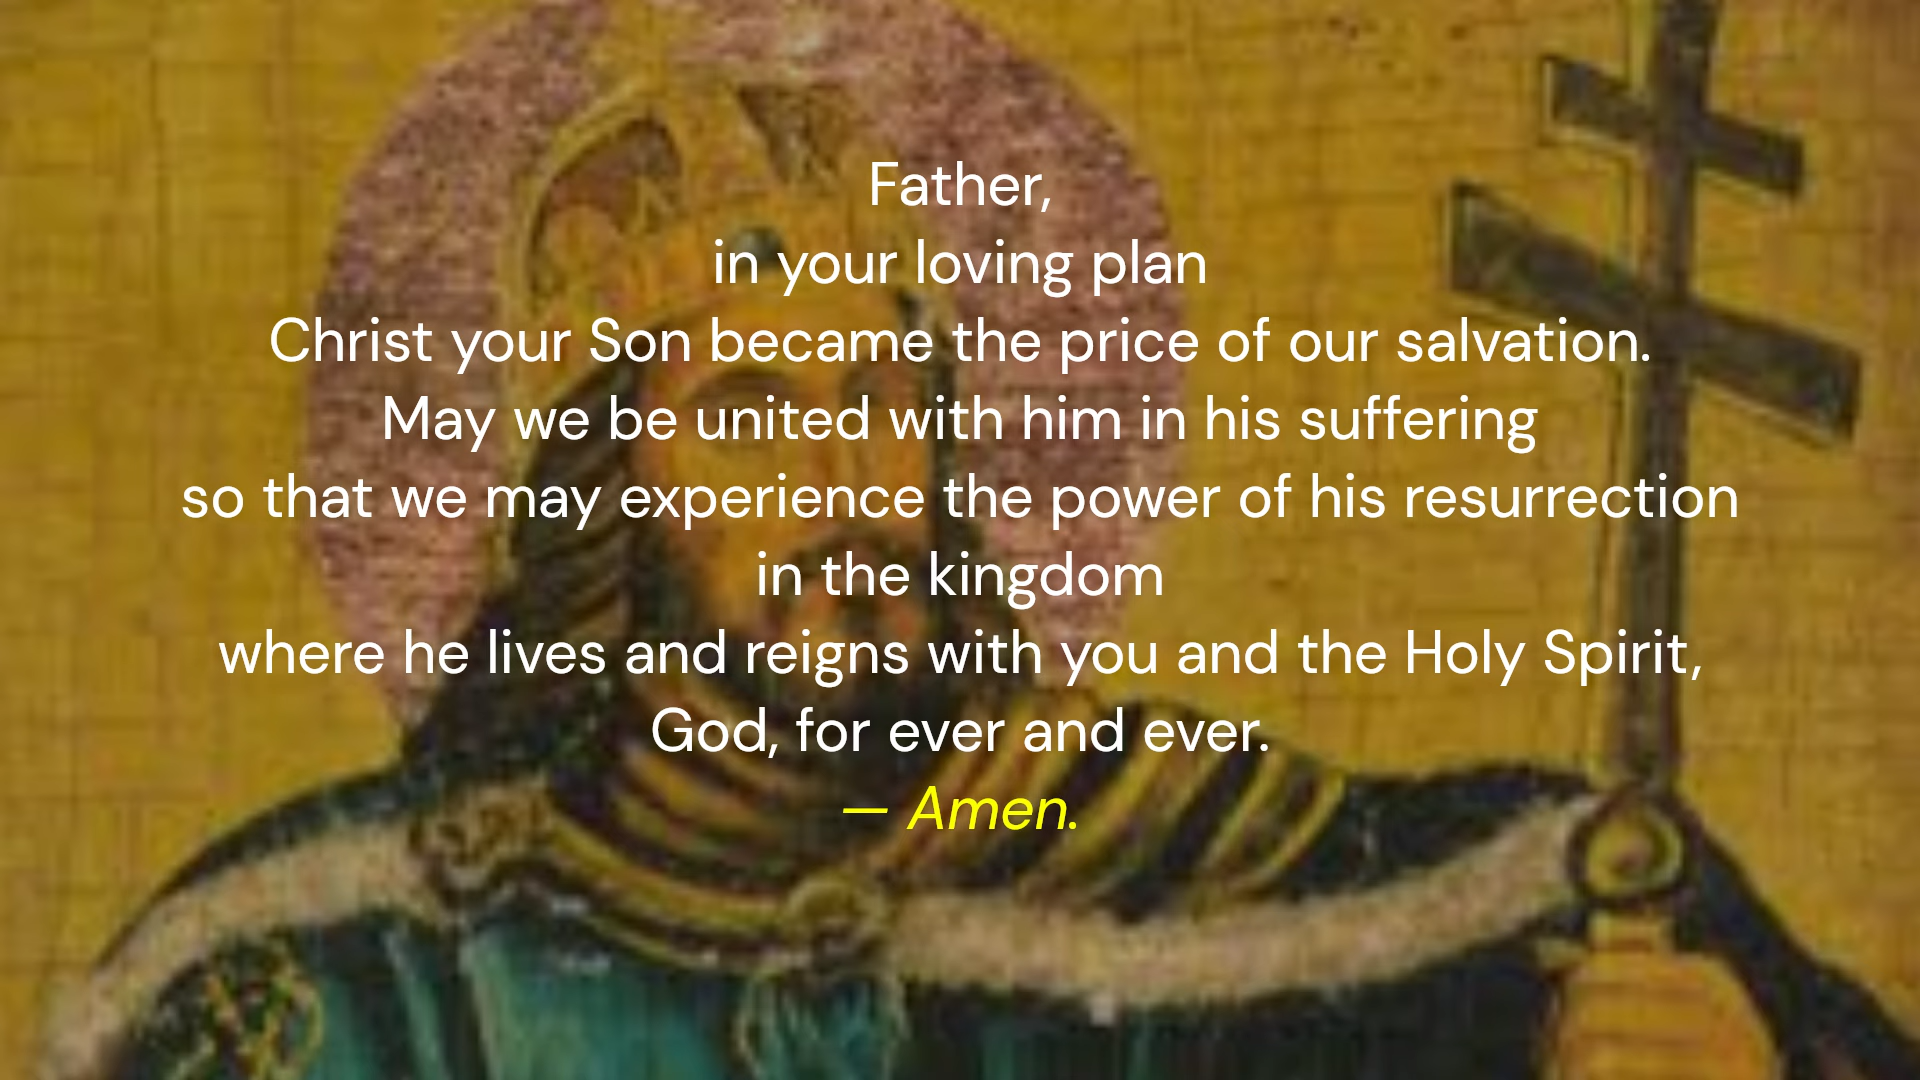 Father,
in your loving plan
Christ your Son became the price of our salvation.
May we be united with him in his suffering
so that we may experience the power of his resurrection
in the kingdom
where he lives and reigns with you and the Holy Spirit,
God, for ever and ever.
— Amen.